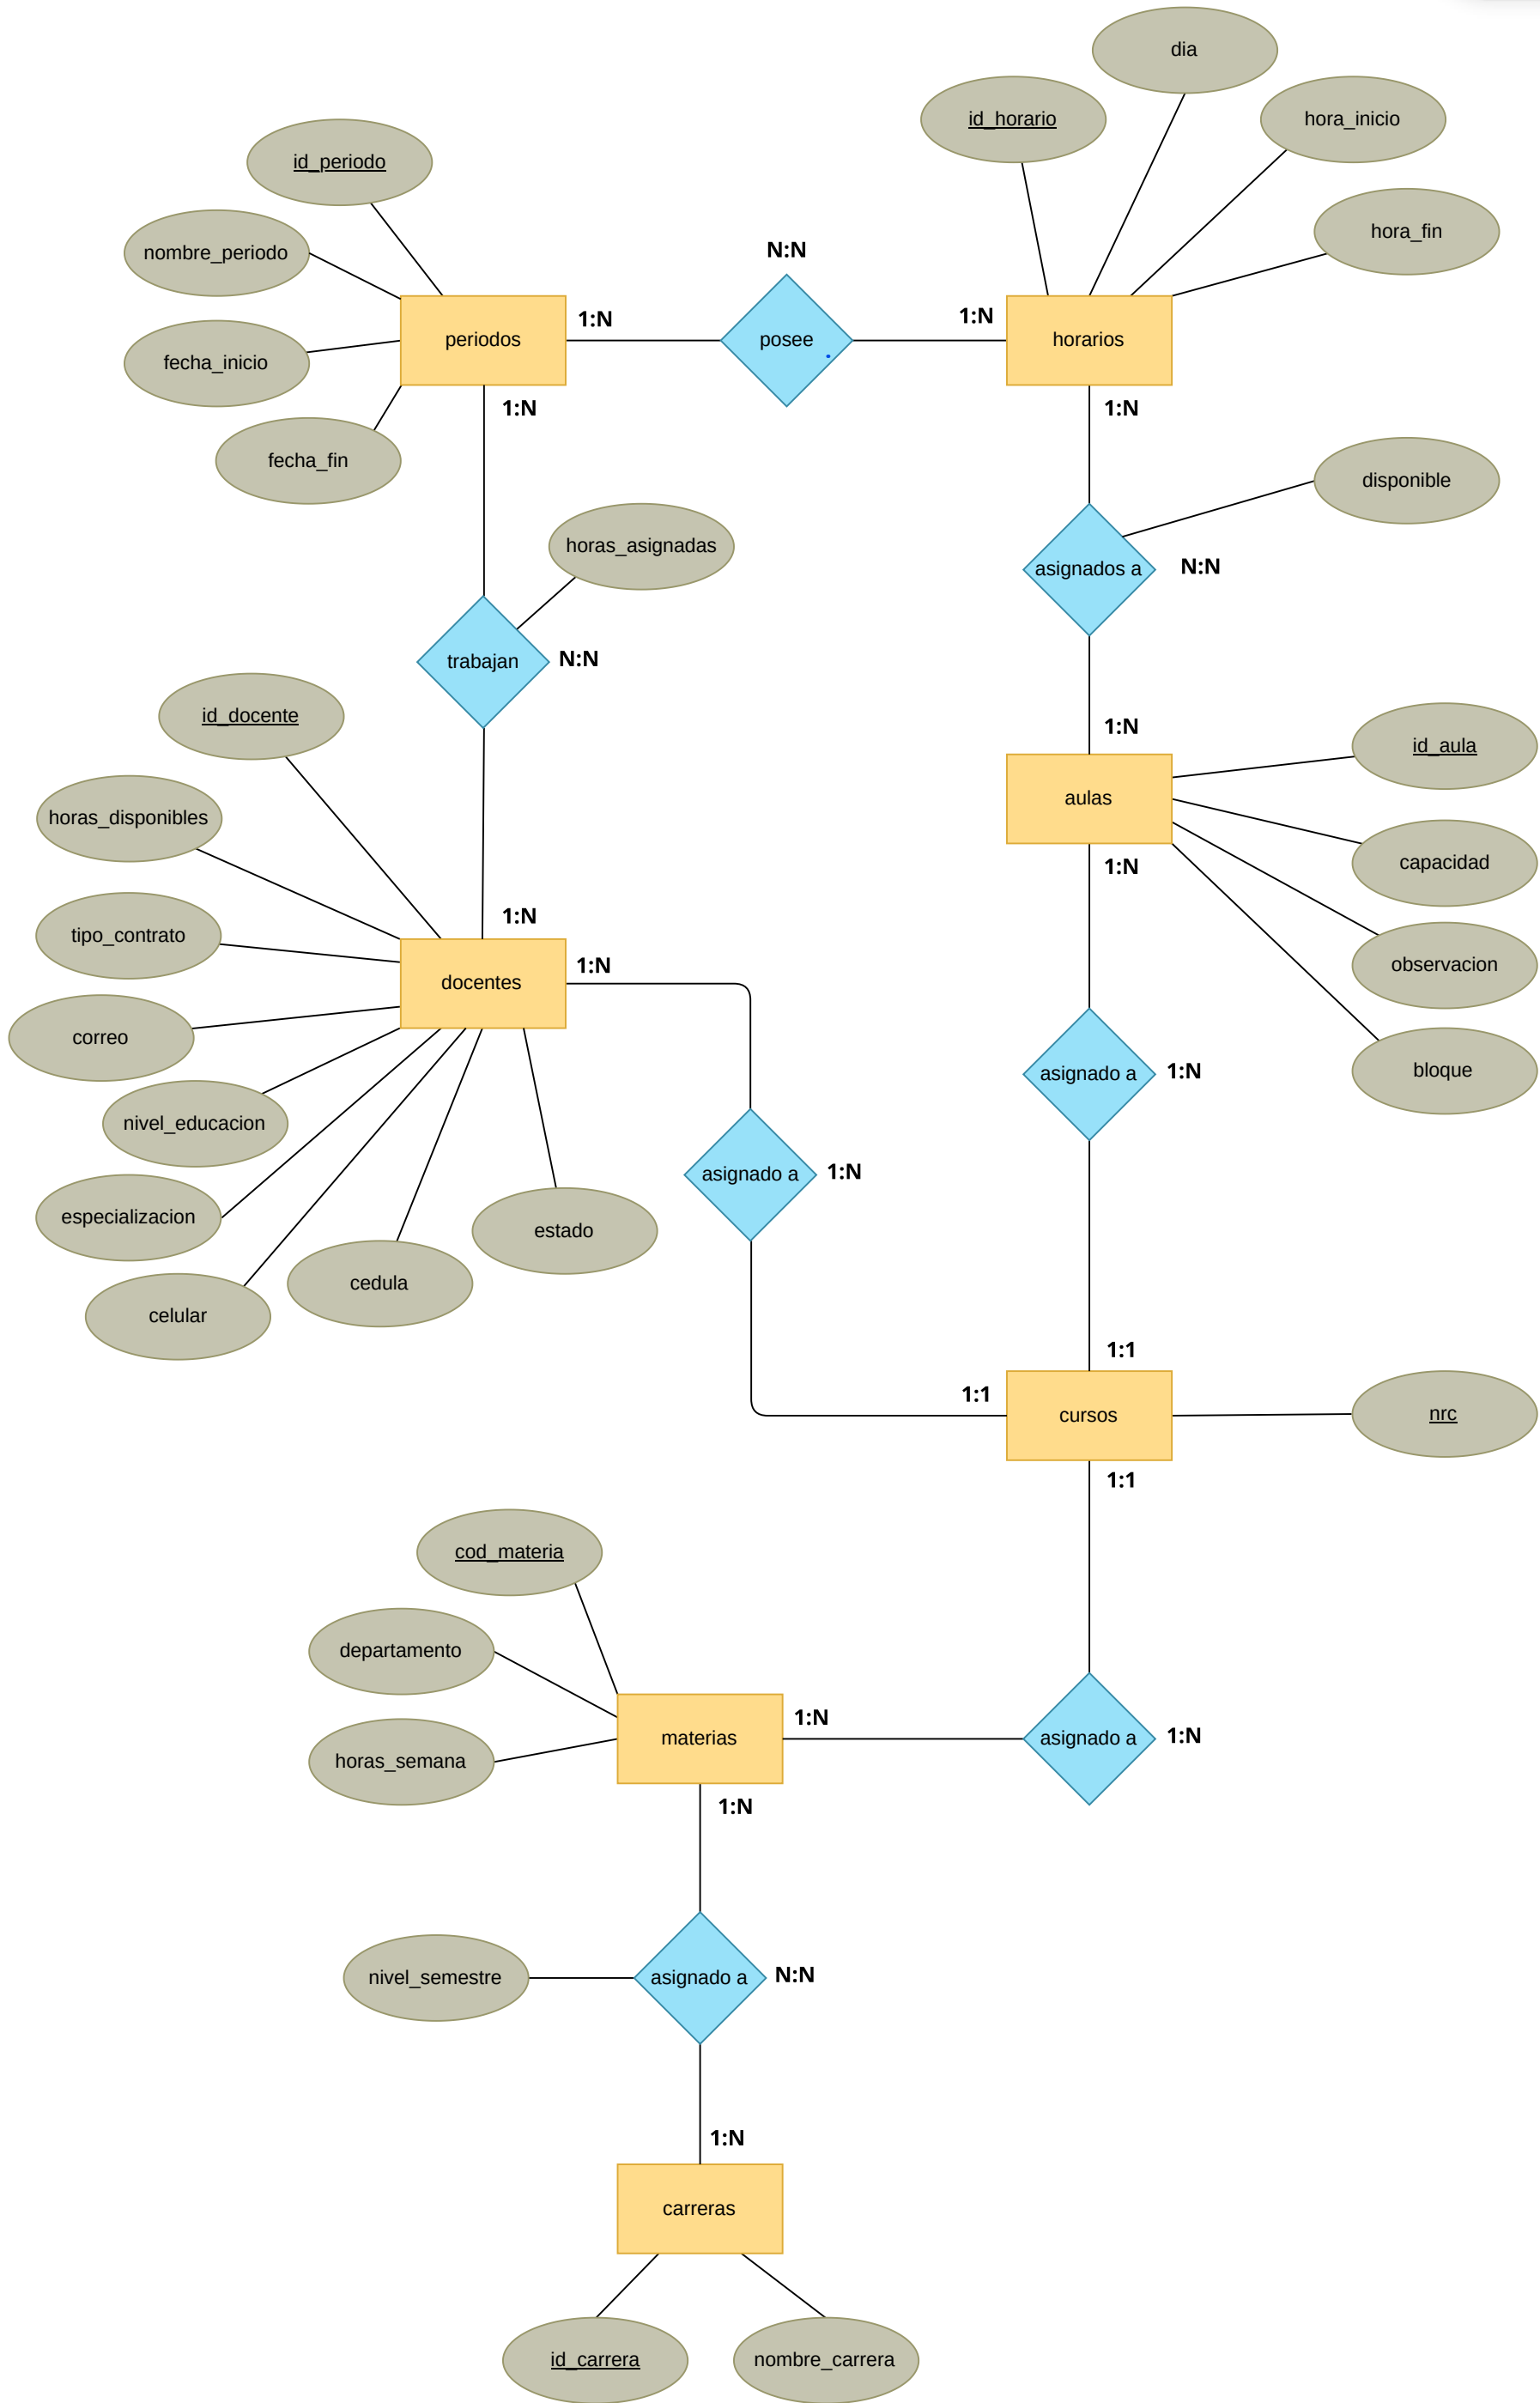 dia
id_horario
hora_inicio
id_periodo
hora_fin
nombre_periodo
N:N
1:N
1:N
periodos
posee
horarios
fecha_inicio
1:N
1:N
fecha_fin
disponible
horas_asignadas
asignados a
N:N
trabajan
N:N
id_docente
1:N
id_aula
aulas
horas_disponibles
1:N
capacidad
1:N
tipo_contrato
1:N
observacion
docentes
correo
asignado a
1:N
bloque
nivel_educacion
asignado a
1:N
especializacion
estado
cedula
celular
1:1
1:1
cursos
nrc
1:1
cod_materia
departamento
1:N
materias
asignado a
1:N
horas_semana
1:N
nivel_semestre
asignado a
N:N
1:N
carreras
id_carrera
nombre_carrera